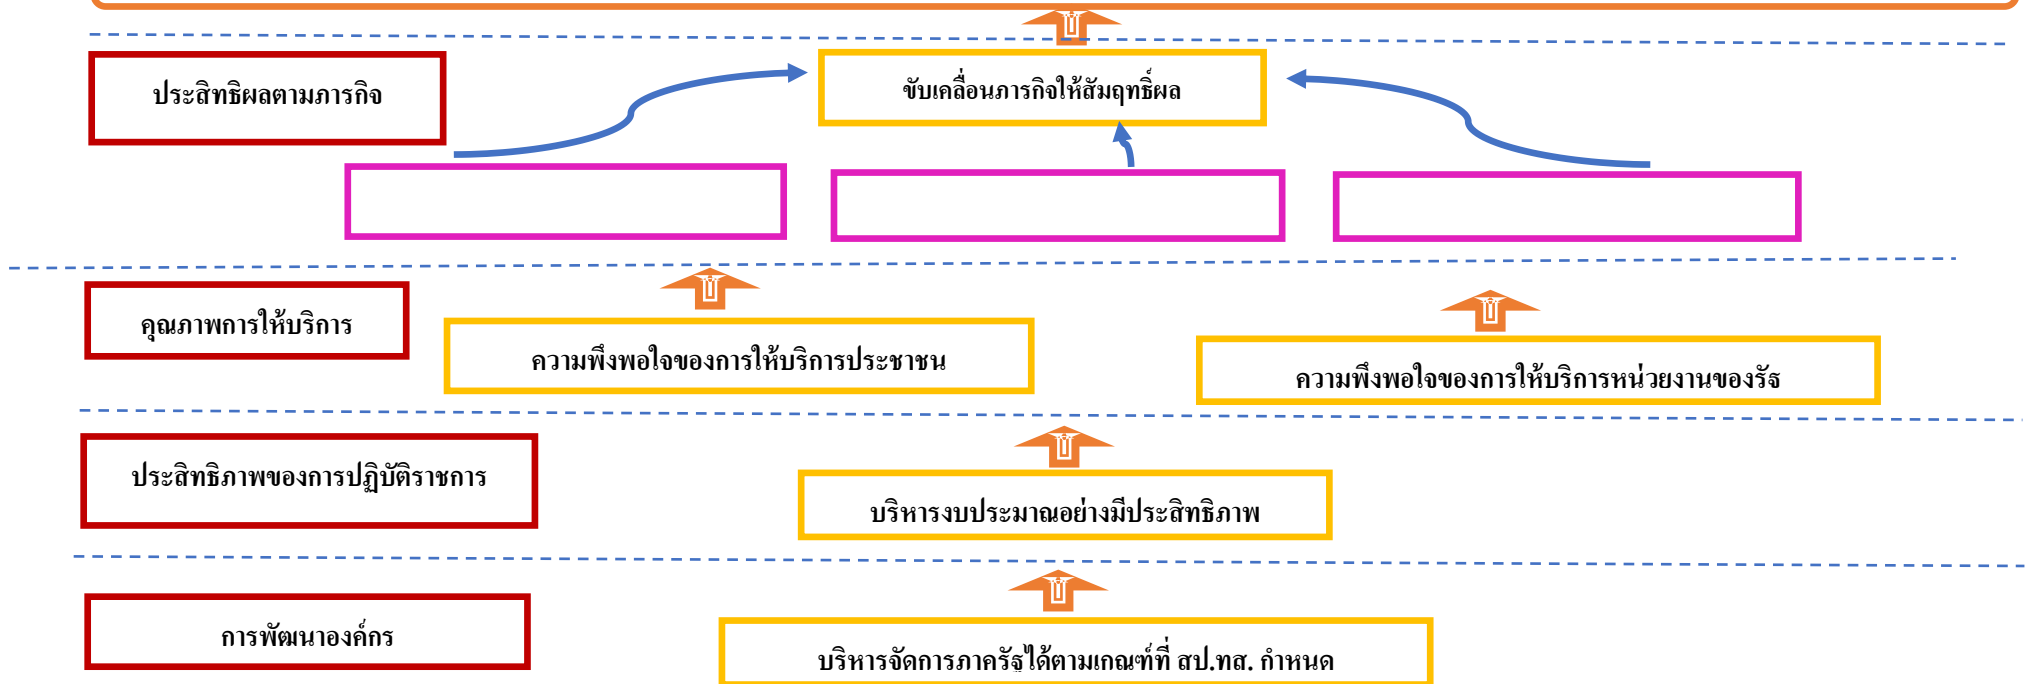 ประสิทธิผลตามภารกิจ
ขับเคลื่อนภารกิจให้สัมฤทธิ์ผล
คุณภาพการให้บริการ
ความพึงพอใจของการให้บริการประชาชน
ความพึงพอใจของการให้บริการหน่วยงานของรัฐ
ประสิทธิภาพของการปฏิบัติราชการ
บริหารงบประมาณอย่างมีประสิทธิภาพ
การพัฒนาองค์กร
บริหารจัดการภาครัฐได้ตามเกณฑ์ที่ สป.ทส. กำหนด